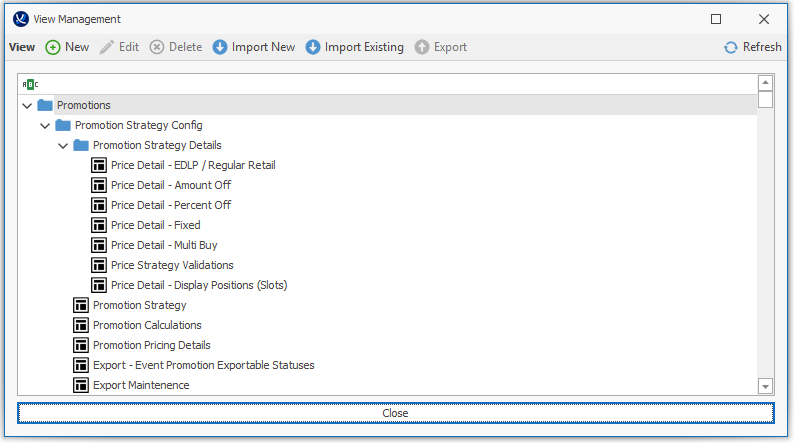 View Management
View New Edit Delete Import New Import Existing Export Refresh
ABC
Promotions
Promotion Strategy Config
Promotion Strategy Details
Price Detail - EDLP / Regular Retail
Price Detail - Amount Off
Price Detail - Percent Off
Price Detail - Fixed
Price Detail - Multi Buy
Price Strategy Validations
Price Detail - Display Positions (Slots)
Promotion Strategy
Promotion Calculations
Promotion Pricing Details
Export - Event Promotion Exportable Statuses
Export Maintenence
Close